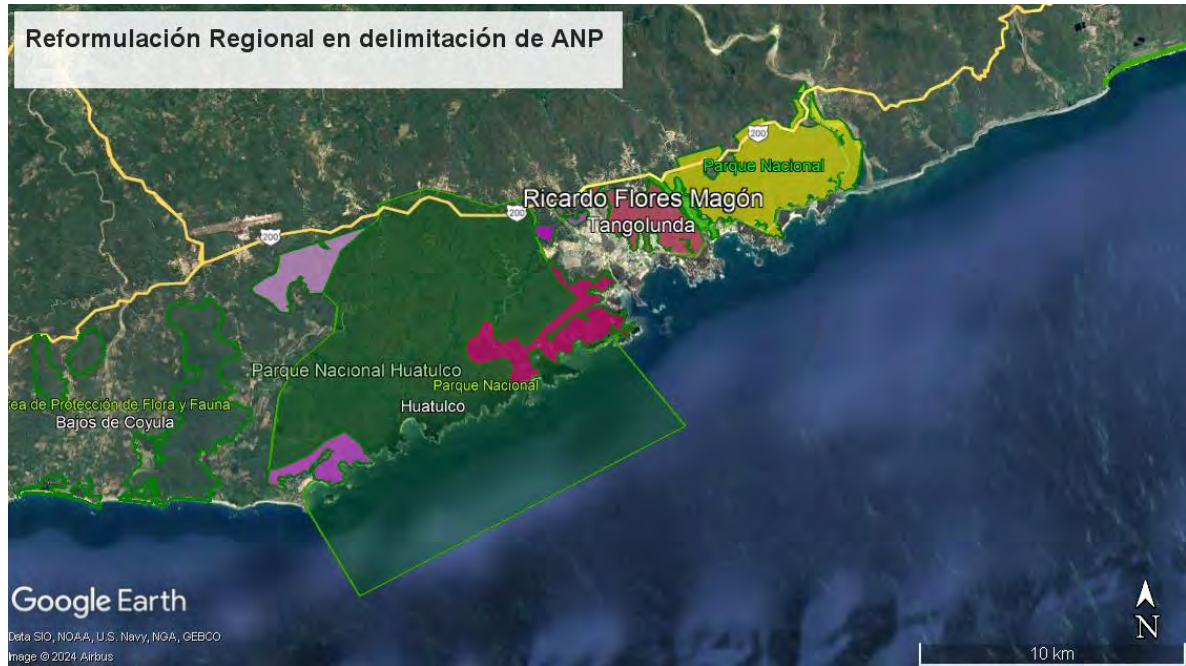 Reformulación Regional en delimitación de ANP
200
Parque Nacional
Ricardo Flores Magón
200
Tangolunda
200
Parque Nacional Huatulco
Parque Nacional
rea de Protección de Flora y Fauna
Huatulco
Bajos de Coyula
Google Earth
Data SIO, NOAA, U.S. Navy, NGA, GEBCO
Image © 2024 Airbus
N
10 km